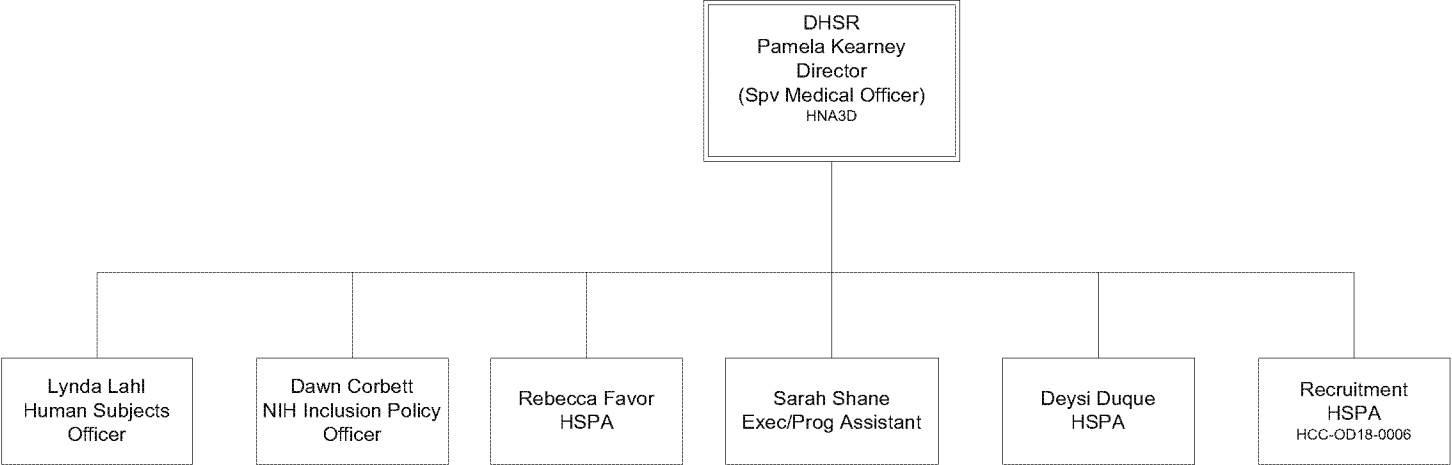 DHSR
Pamela Kearney
Director
(Spv Medical Officer)
HNA3D
Lynda Lahl
Human Subjects
Officer
Dawn Corbett
NIH Inclusion Policy
Officer
Rebecca Favor
HSPA
Sarah Shane
Exec/Prog Assistant
Deysi Duque
HSPA
Recruitment
HSPA
HCC-OD18-0006